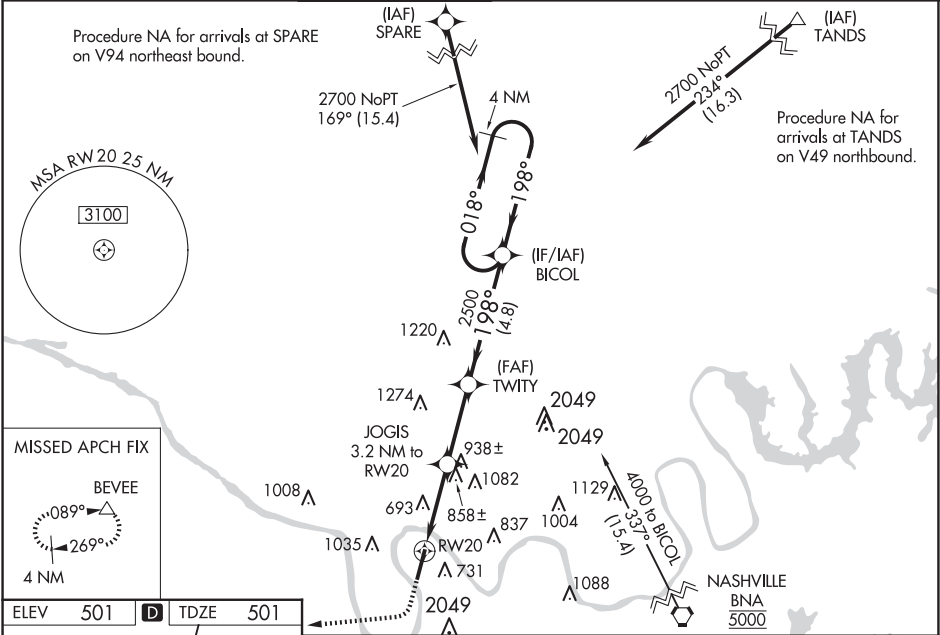 Procedure NA for arrivals at SPARE
on V94 northeast bound.
(IAF)
SPARE
(IAF)
TANDS
2700 NoPT
169° (15.4)
4 NM
2700 NoPT
234°
(16.3)
Procedure NA for
arrivals at TANDS
on V49 northbound.
MSA RW20 25 NM
3100
018°
198°
(IF/IAF)
BICOL
2500
198°
(4.8)
1220
(FAF)
TWITY
1274
2049
2049
JOGIS
3.2 NM to
RW20
938±
1082
858±
693
1008
1035
837
1004
1129
4000 to BICOL
337°
(15.4)
RW20
731
1088
2049
NASHVILLE
BNA
5000
MISSED APCH FIX
BEVEE
089°
269°
4 NM
ELEV 501 D TDZE 501